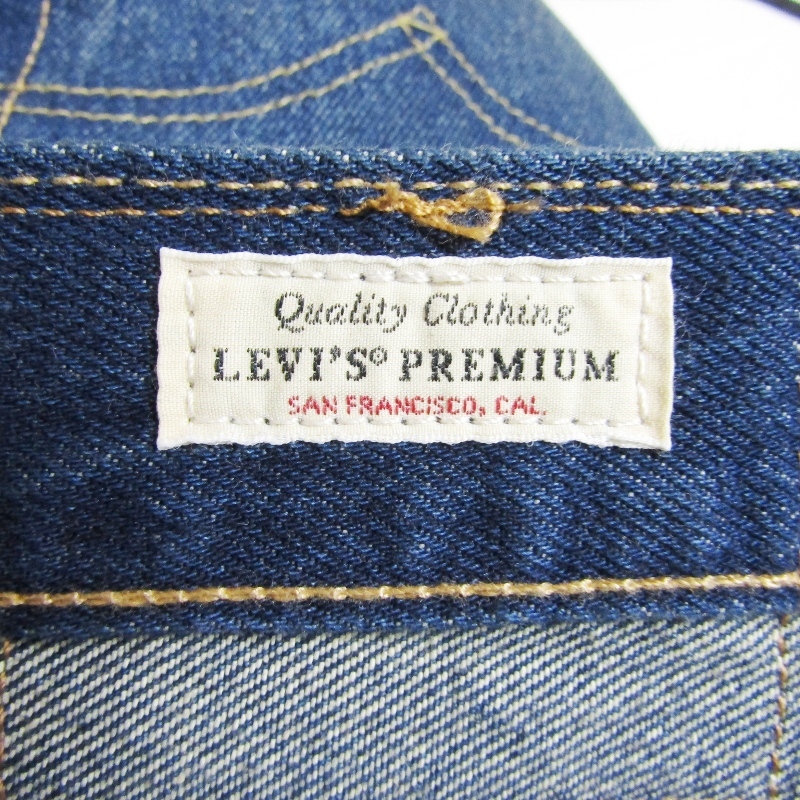 Quality Clothing
LEVI'S® PREMIUM
SAN FRANCISCO, CAL.